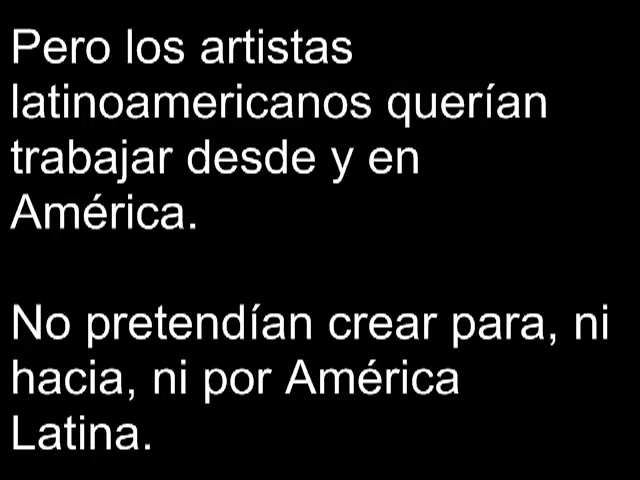 Pero los artistas
latinoamericanos querían
trabajar desde y en
América.
No pretendían crear para, ni
hacia, ni por América
Latina.